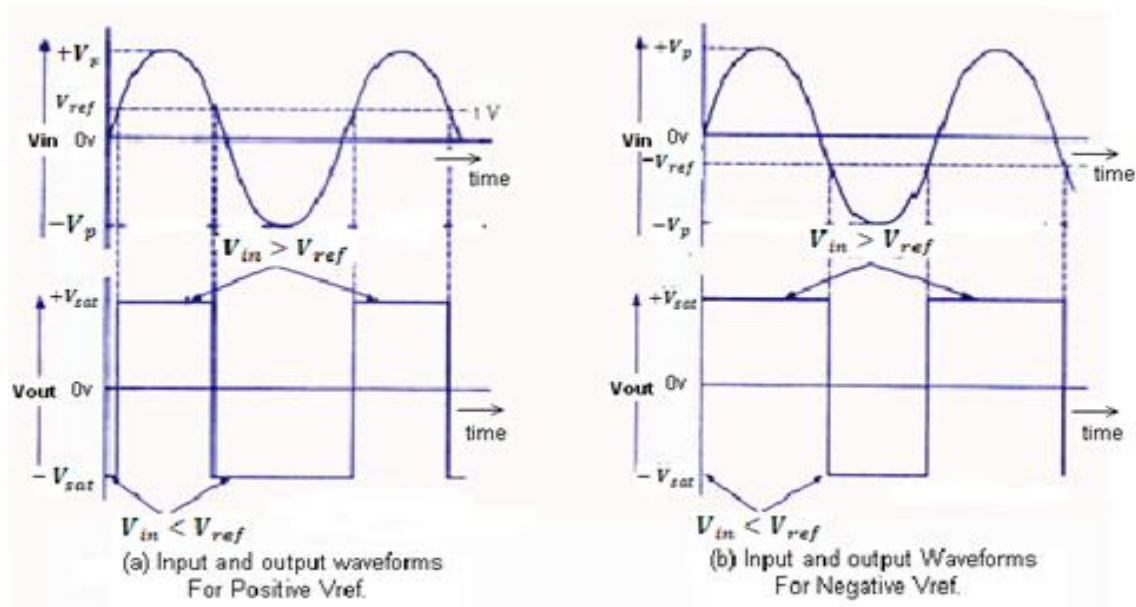 +Vp
Vref
1 V
Vin 0v
time
−Vp
Vin > Vref
+Vsat
Vout 0v
time
−Vsat
Vin < Vref
(a) Input and output waveforms
For Positive Vref.
+Vp
Vin 0v
−Vref
time
−Vp
Vin > Vref
+Vsat
Vout 0v
time
−Vsat
Vin < Vref
(b) Input and output Waveforms
For Negative Vref.